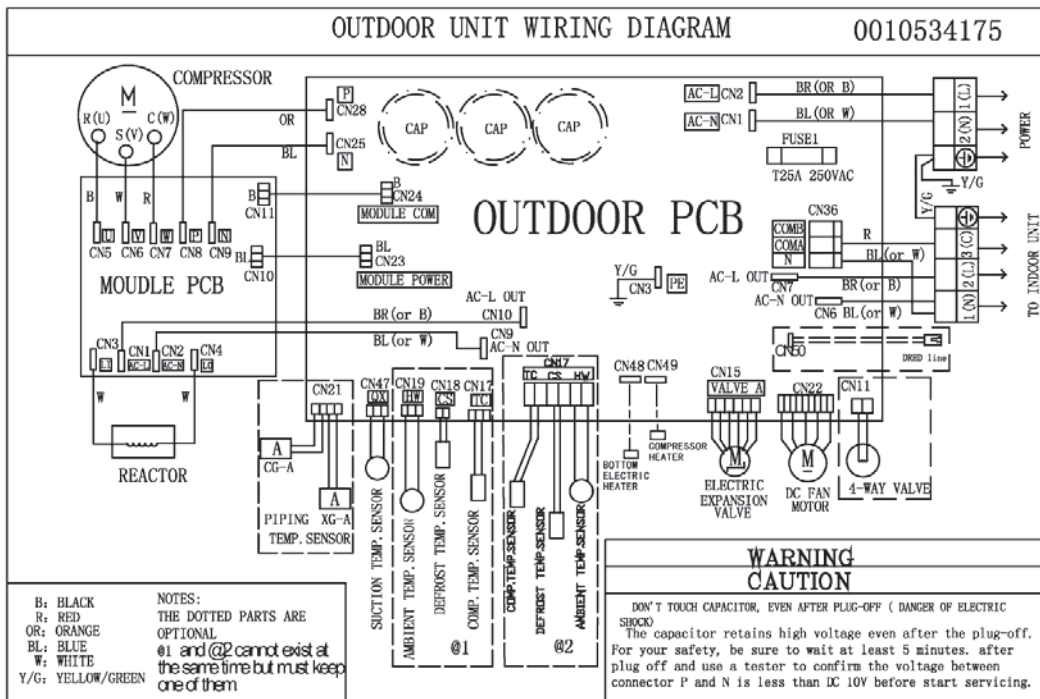 OUTDOOR UNIT WIRING DIAGRAM
0010534175
COMPRESSOR
M
R(U)
S(V)
C(W)
B
W
R
OR
BL
P
CN28
CN25
N
CAP
CAP
CAP
AC-L CN2
BR(OR B)
AC-N CN1
BL(OR W)
1(L)
2(N)
POWER
FUSE1
T25A 250VAC
Y/G
Y/G
B
CN11
B
CN24
MODULE COM
OUTDOOR PCB
CN36
COMB
COMA
N
R
BL(or W)
3(C)
2(L)
1(N)
TO INDOOR UNIT
U
V
W
P
N
CN5
CN6
CN7
CN8
CN9
BL
CN10
BL
CN23
MODULE POWER
MOUDLE PCB
Y/G
CN3
PE
AC-L OUT
CN7
BR(or B)
AC-N OUT
CN6
BL(or W)
AC-L OUT
BR(or B)
CN10
BL(or W)
CN9
AC-N OUT
CN50
DRED line
CN3
LI
CN1
AC-L
CN2
AC-N
CN4
LO
W
W
REACTOR
CN21
A
CG-A
A
PIPING XG-A
TEMP. SENSOR
CN47
QX
SUCTION TEMP. SENSOR
CN19
HW
AMBIENT TEMP. SENSOR
CN18
CS
DEFROST TEMP. SENSOR
CN17
TC
COMP. TEMP. SENSOR
@1
CN17
TC CS HW
COMP.TEMP.SENSOR
DEFROST TEMP.SENSOR
AMBIENT TEMP.SENSOR
@2
CN48
CN49
BOTTOM
ELECTRIC
HEATER
COMPRESSOR
HEATER
CN15
VALVE A
M
ELECTRIC
EXPANSION
VALVE
CN22
M
DC FAN
MOTOR
CN11
4-WAY VALVE
B: BLACK
R: RED
OR: ORANGE
BL: BLUE
W: WHITE
Y/G: YELLOW/GREEN
NOTES:
THE DOTTED PARTS ARE
OPTIONAL
@1 and @2 cannot exist at
the same time but must keep
one of them
WARNING
CAUTION
DON'T TOUCH CAPACITOR, EVEN AFTER PLUG-OFF ( DANGER OF ELECTRIC
SHOCK)
The capacitor retains high voltage even after the plug-off.
For your safety, be sure to wait at least 5 minutes. after
plug off and use a tester to confirm the voltage between
connector P and N is less than DC 10V before start servicing.